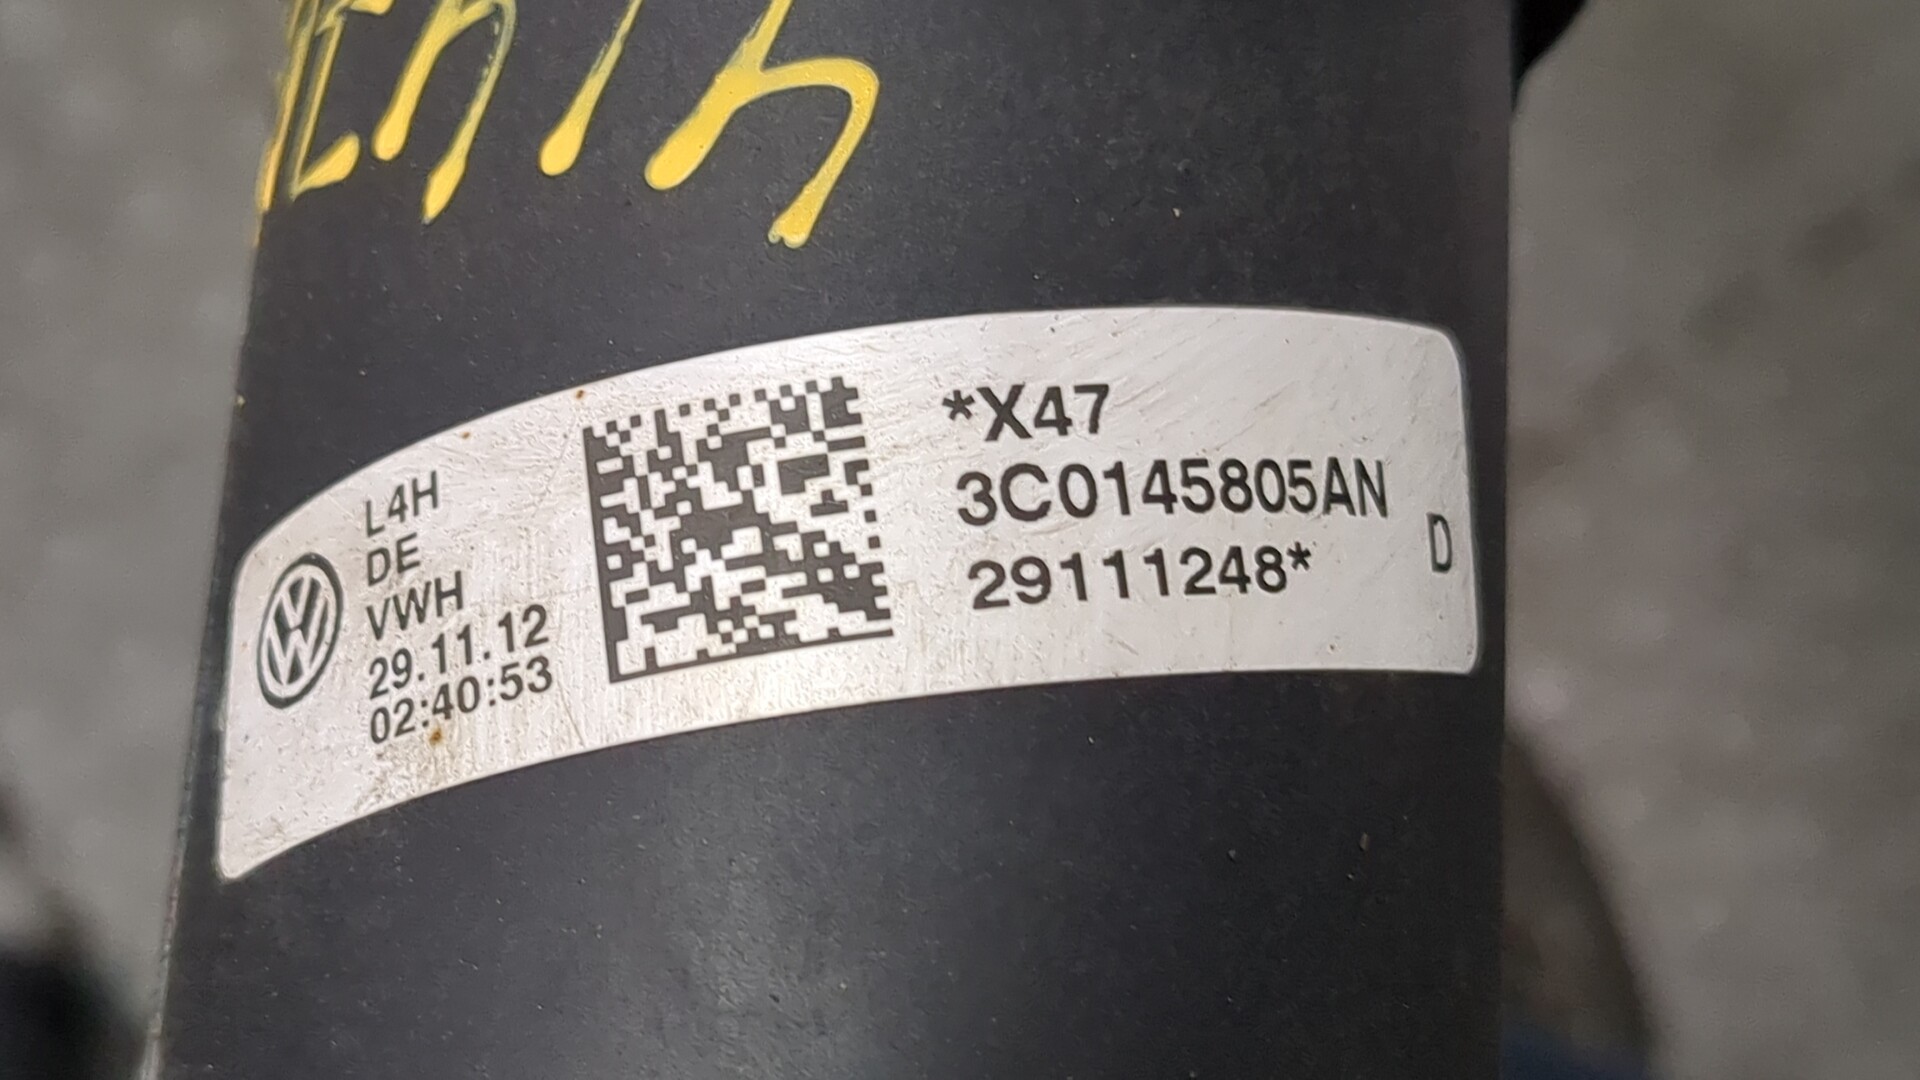 L4H
DE
VWH
29.11.12
02:40:53
*X47
3C0145805AN
29111248*
D